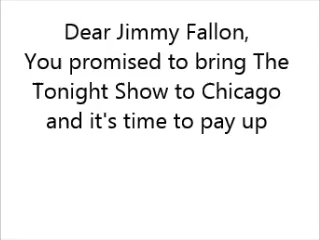 Dear Jimmy Fallon,
You promised to bring The
Tonight Show to Chicago
and it's time to pay up